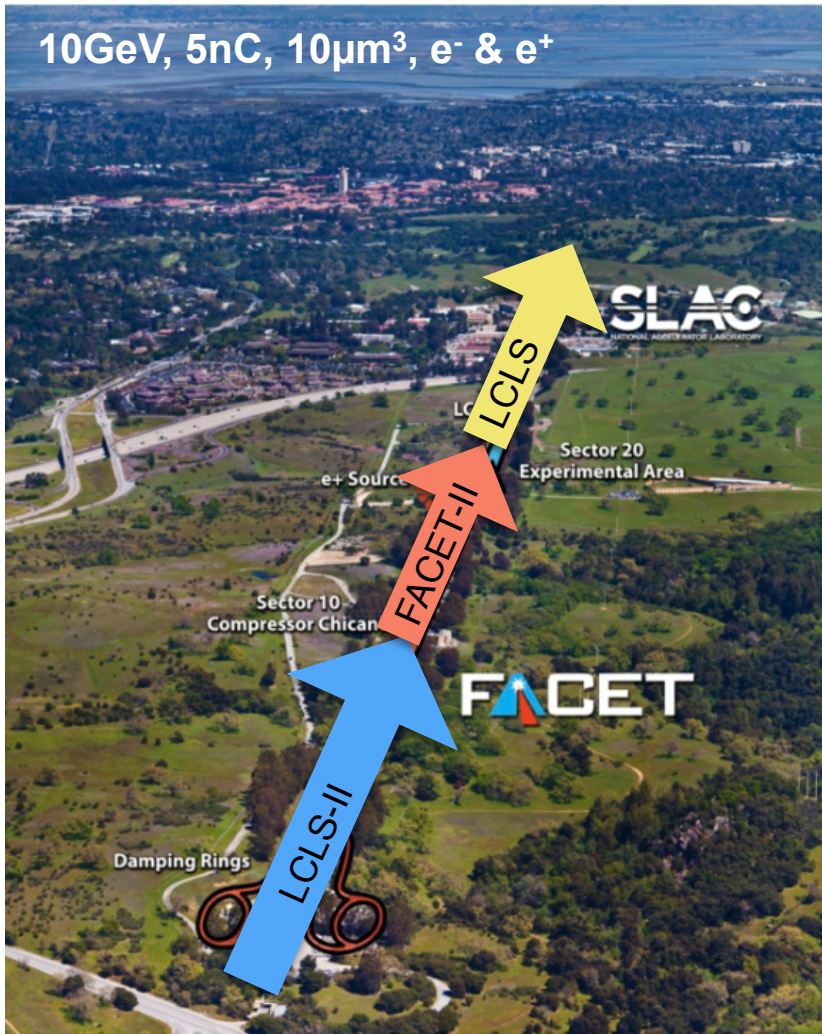 10GeV, 5nC, 10µm³, e⁻ & e⁺
SLAC
NATIONAL ACCELERATOR LABORATORY
LCLS
LC
Sector 20
Experimental Area
e+ Source
FACET-II
Sector 10
Compressor Chican
FACET
LCLS-II
Damping Rings